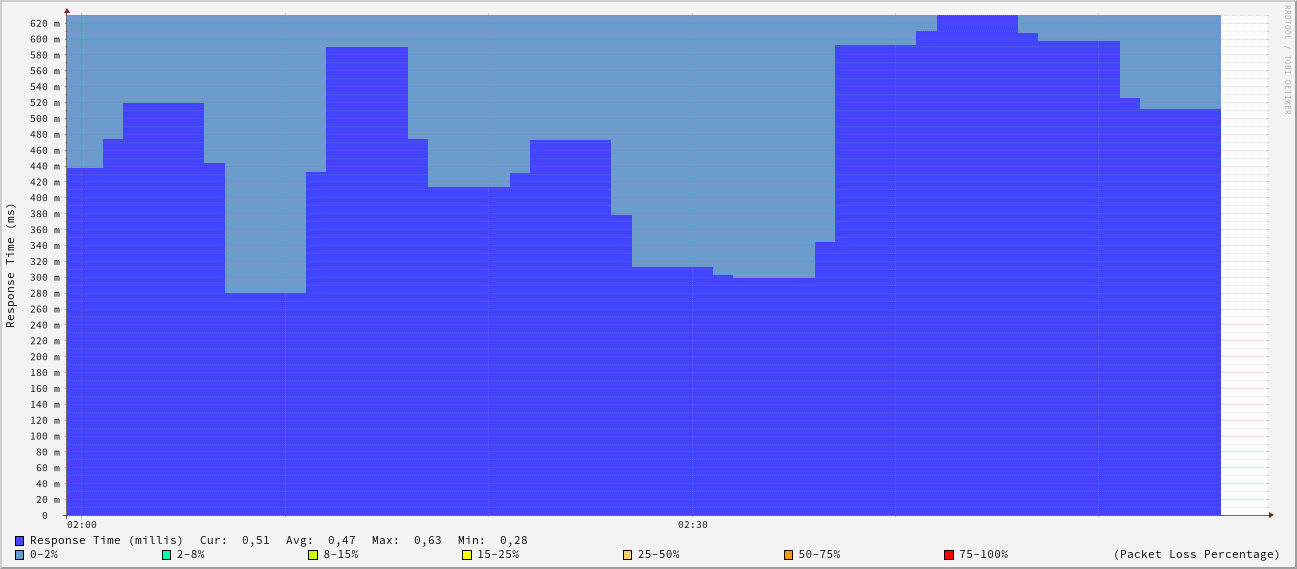 RRDTOOL / TOBI OETIKER
620 m
600 m
580 m
560 m
540 m
520 m
500 m
480 m
460 m
440 m
420 m
400 m
380 m
360 m
340 m
320 m
300 m
280 m
260 m
240 m
220 m
200 m
180 m
160 m
140 m
120 m
100 m
80 m
60 m
40 m
20 m
0
Response Time (ms)
02:00 02:30
Response Time (millis) Cur: 0,51 Avg: 0,47 Max: 0,63 Min: 0,28
0-2% 2-8% 8-15% 15-25% 25-50% 50-75% 75-100% (Packet Loss Percentage)